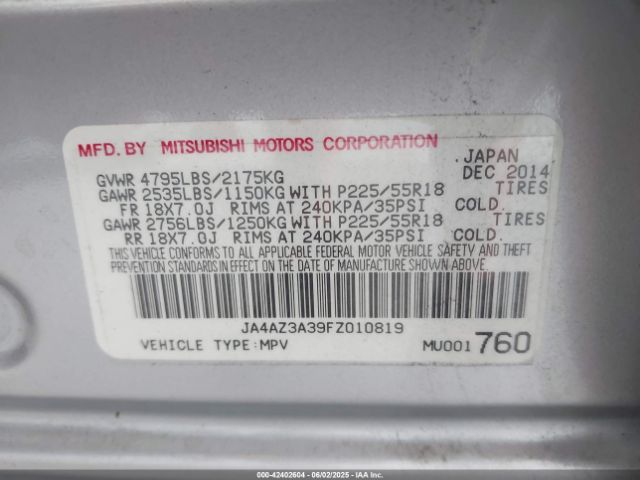 MFD. BY MITSUBISHI MOTORS CORPORATION
, JAPAN
GVWR 4795LBS/2175KG DEC 2014
GAWR 2535LBS/1150KG WITH P225/55R18 TIRES
FR 18X7.0J RIMS AT 240KPA/35PSI COLD.
GAWR 2756LBS/1250KG WITH P225/55R18 TIRES
RR 18X7.0J RIMS AT 240KPA/35PSI COLD.
THIS VEHICLE CONFORMS TO ALL APPLICABLE FEDERAL MOTOR VEHICLE SAFETY AND THEFT
PREVENTION STANDARDS IN EFFECT ON THE DATE OF MANUFACTURE SHOWN ABOVE.
JA4AZ3A39FZ010819
VEHICLE TYPE:MPV MU001 760
000-42402604 - 06/02/2025 - IAAI.COM